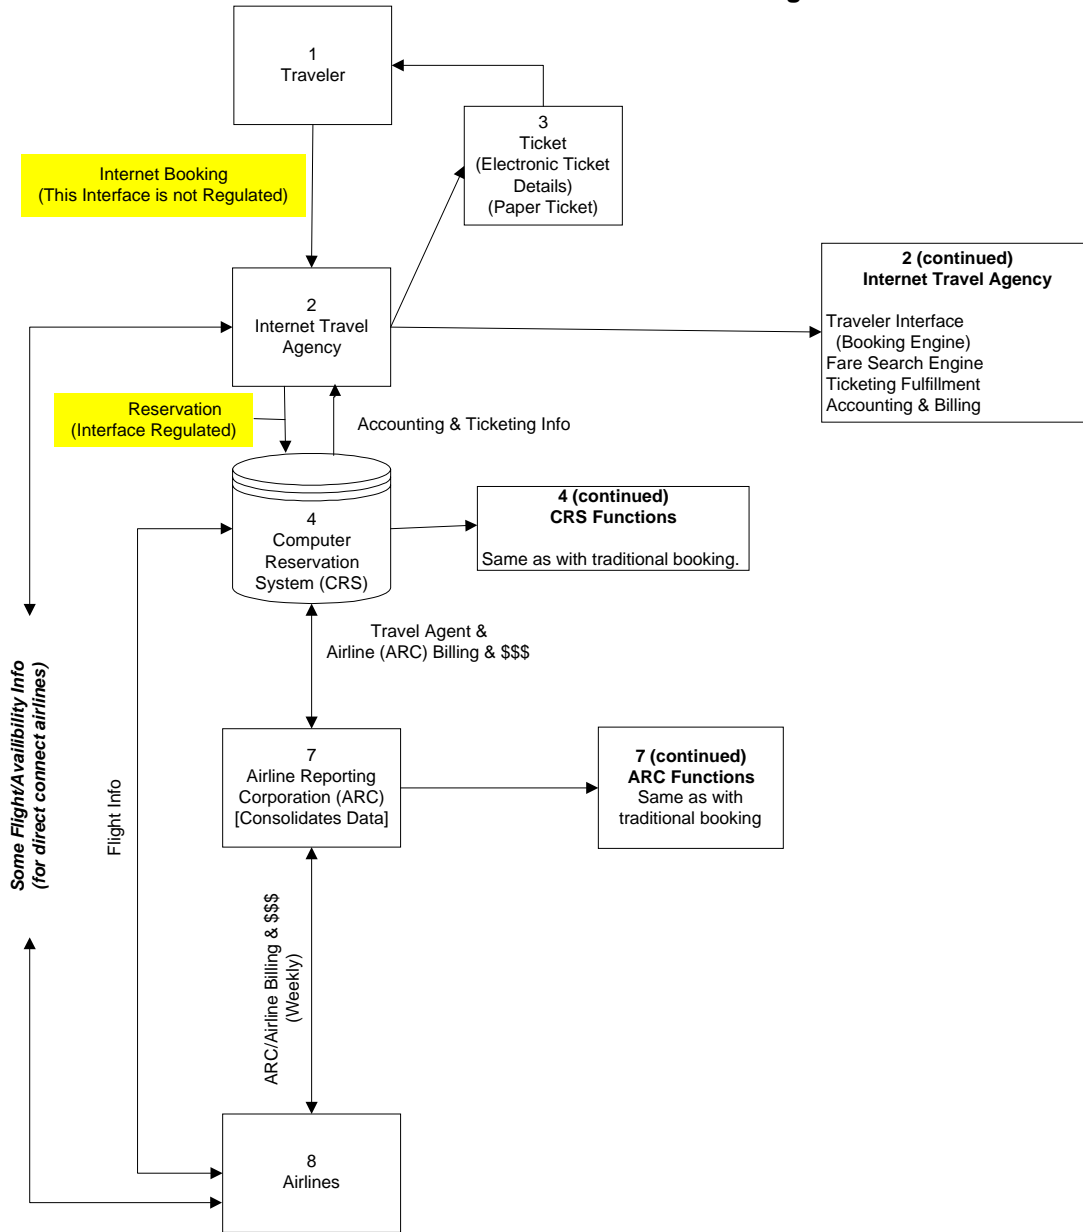 1
Traveler
3
Ticket
(Electronic Ticket
Details)
(Paper Ticket)
Internet Booking
(This Interface is not Regulated)
2 (continued)
Internet Travel Agency
Traveler Interface
(Booking Engine)
Fare Search Engine
Ticketing Fulfillment
Accounting & Billing
2
Internet Travel
Agency
Reservation
(Interface Regulated)
Accounting & Ticketing Info
4
Computer
Reservation
System (CRS)
4 (continued)
CRS Functions
Same as with traditional booking.
Travel Agent &
Airline (ARC) Billing & $$$
Some Flight/Availibility Info
(for direct connect airlines)
Flight Info
7
Airline Reporting
Corporation (ARC)
[Consolidates Data]
7 (continued)
ARC Functions
Same as with
traditional booking
ARC/Airline Billing & $$$
(Weekly)
8
Airlines